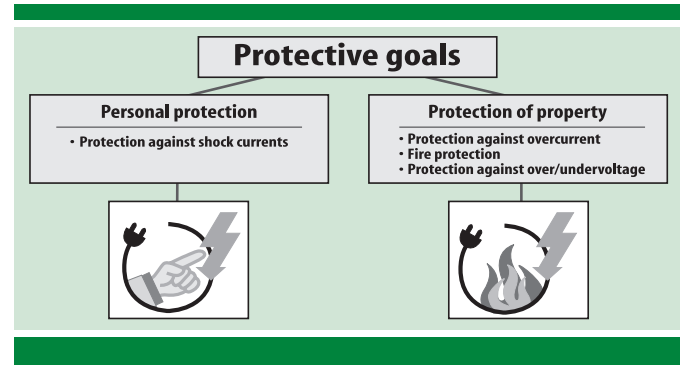 Protective goals
Personal protection
· Protection against shock currents
Protection of property
· Protection against overcurrent
· Fire protection
· Protection against over/undervoltage